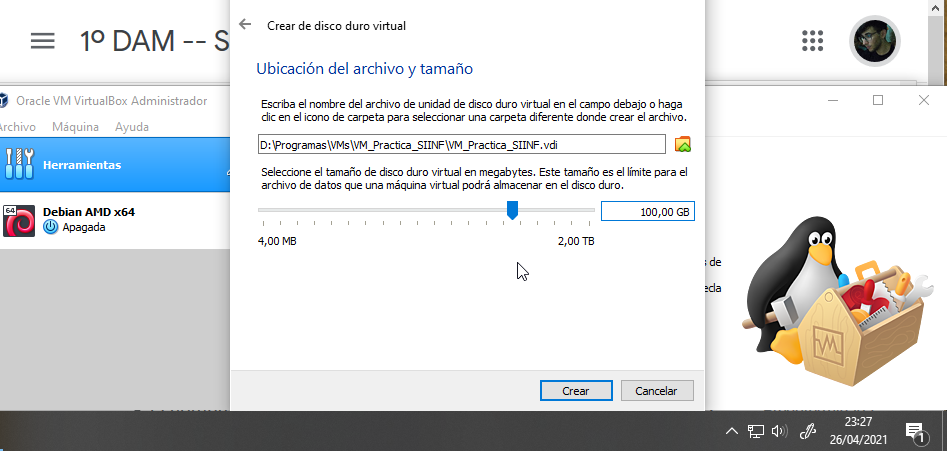 Crear de disco duro virtual
1º DAM -- S
Ubicación del archivo y tamaño
Oracle VM VirtualBox Administrador
Archivo Máquina Ayuda
Escriba el nombre del archivo de unidad de disco duro virtual en el campo debajo o haga
clic en el icono de carpeta para seleccionar una carpeta diferente donde crear el archivo.
D:\Programas\VMs\VM_Practica_SIINF\VM_Practica_SIINF.vdi
Herramientas
Seleccione el tamaño de disco duro virtual en megabytes. Este tamaño es el límite para el
archivo de datos que una máquina virtual podrá almacenar en el disco duro.
64
Debian AMD x64
Apagada
100,00 GB
4,00 MB 2,00 TB
s de
eda
Crear Cancelar
23:27
26/04/2021
1